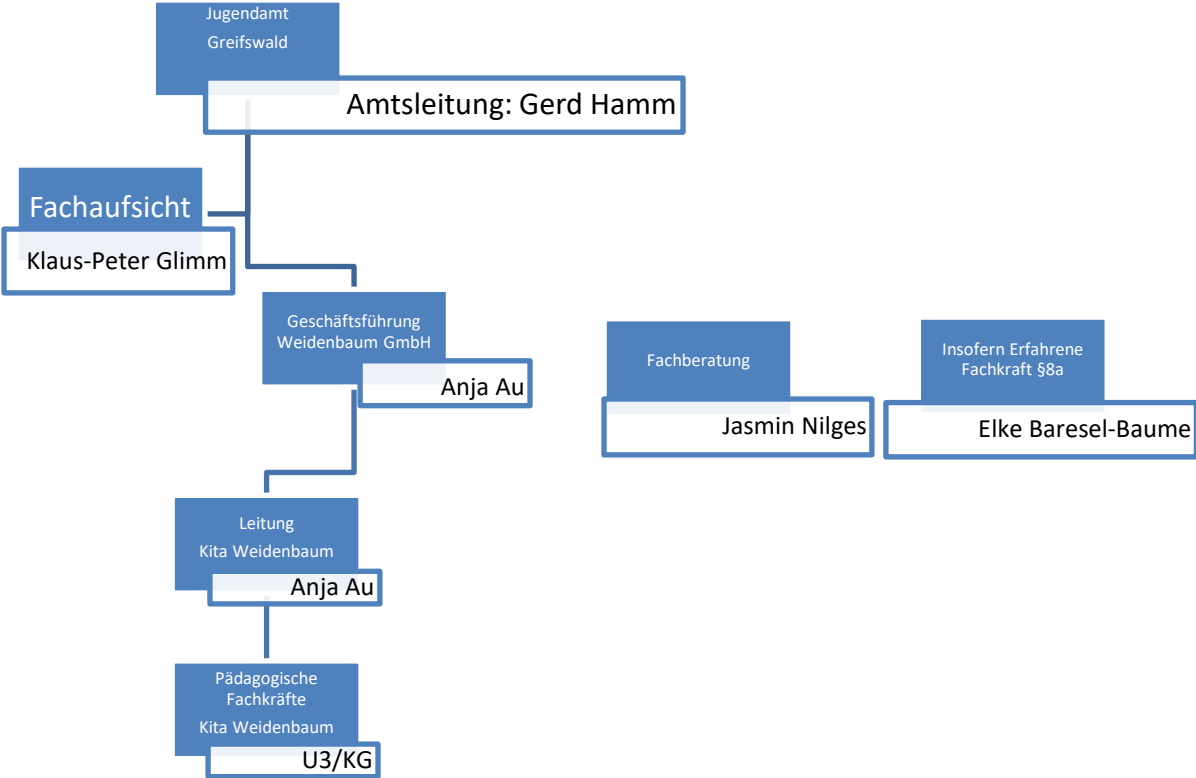 Jugendamt
Greifswald
Amtsleitung: Gerd Hamm
Fachaufsicht
Klaus-Peter Glimm
Geschäftsführung
Weidenbaum GmbH
Anja Au
Fachberatung
Jasmin Nilges
Insofern Erfahrene
Fachkraft §8a
Elke Baresel-Baume
Leitung
Kita Weidenbaum
Anja Au
Pädagogische
Fachkräfte
Kita Weidenbaum
U3/KG